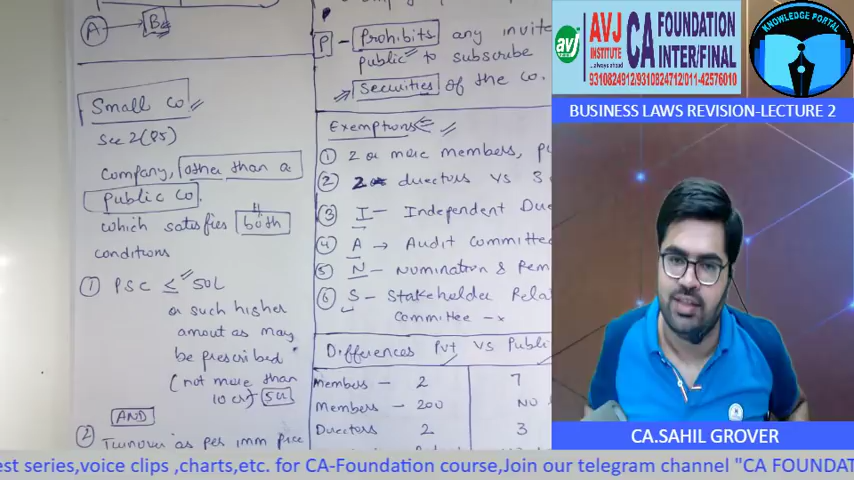 A → B
Small Co
Sec 2(85)
Company, other than a
public Co.
which satisfies both
conditions
① PSC ≤ 50L
or such higher
amout as may
be prescribed
(not more than
10 cr)
AND
② Turnover as per imm
P - Prohibits any invite
public to subscribe
Securities of the co.
Exemptions
① 2 or more members,
② directors vs 3
③ I - Independent Due
④ A → Audit Committee
⑤ N - Nomination & Rem
⑥ S - Stakeholder Rela
Committee - x
Differences Pvt vs Publi
Members - 2 7
Members - 200 NO
Directors 2 3
avj
AVJ
INSTITUTE
...always ahead
CA FOUNDATION
INTER/FINAL
9310824912/9310824712/011-42576010
KNOWLEDGE PORTAL
BUSINESS LAWS REVISION-LECTURE 2
CA.SAHIL GROVER
est series,voice clips ,charts,etc. for CA-Foundation course,Join our telegram channel "CA FOUNDAT